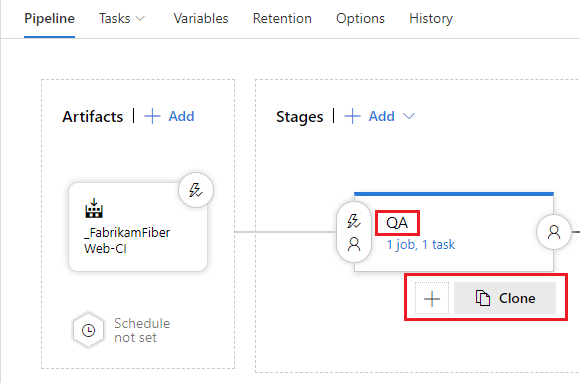 Pipeline Tasks Variables Retention Options History
Artifacts | Add
Stages | Add
_FabrikamFiber
Web-CI
QA
1 job, 1 task
Clone
Schedule
not set